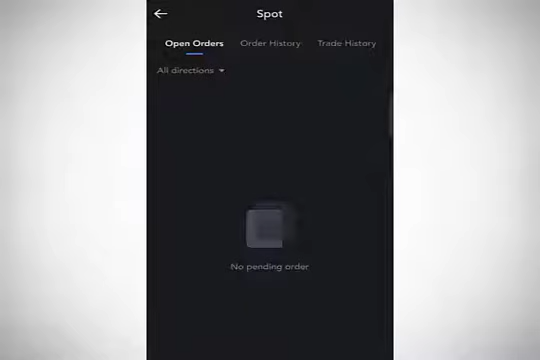 Spot
Open Orders Order History Trade History
All directions
No pending order